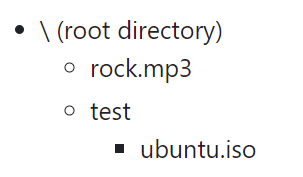 \ (root directory)
rock.mp3
test
ubuntu.iso